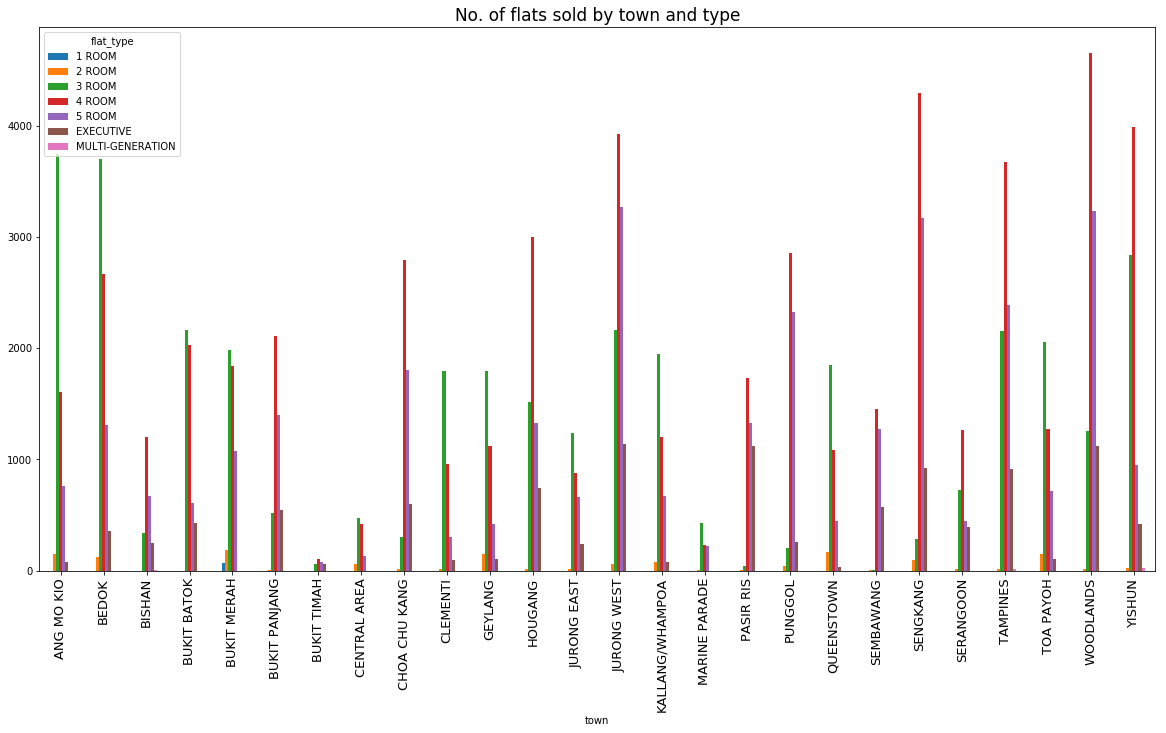 No. of flats sold by town and type
flat_type
1 ROOM
2 ROOM
3 ROOM
4 ROOM
5 ROOM
EXECUTIVE
MULTI-GENERATION
4000
3000
2000
1000
0
ANG MO KIO
BEDOK
BISHAN
BUKIT BATOK
BUKIT MERAH
BUKIT PANJANG
BUKIT TIMAH
CENTRAL AREA
CHOA CHU KANG
CLEMENTI
GEYLANG
HOUGANG
JURONG EAST
JURONG WEST
KALLANG/WHAMPOA
MARINE PARADE
PASIR RIS
PUNGGOL
QUEENSTOWN
SEMBAWANG
SENGKANG
SERANGOON
TAMPINES
TOA PAYOH
WOODLANDS
YISHUN
town